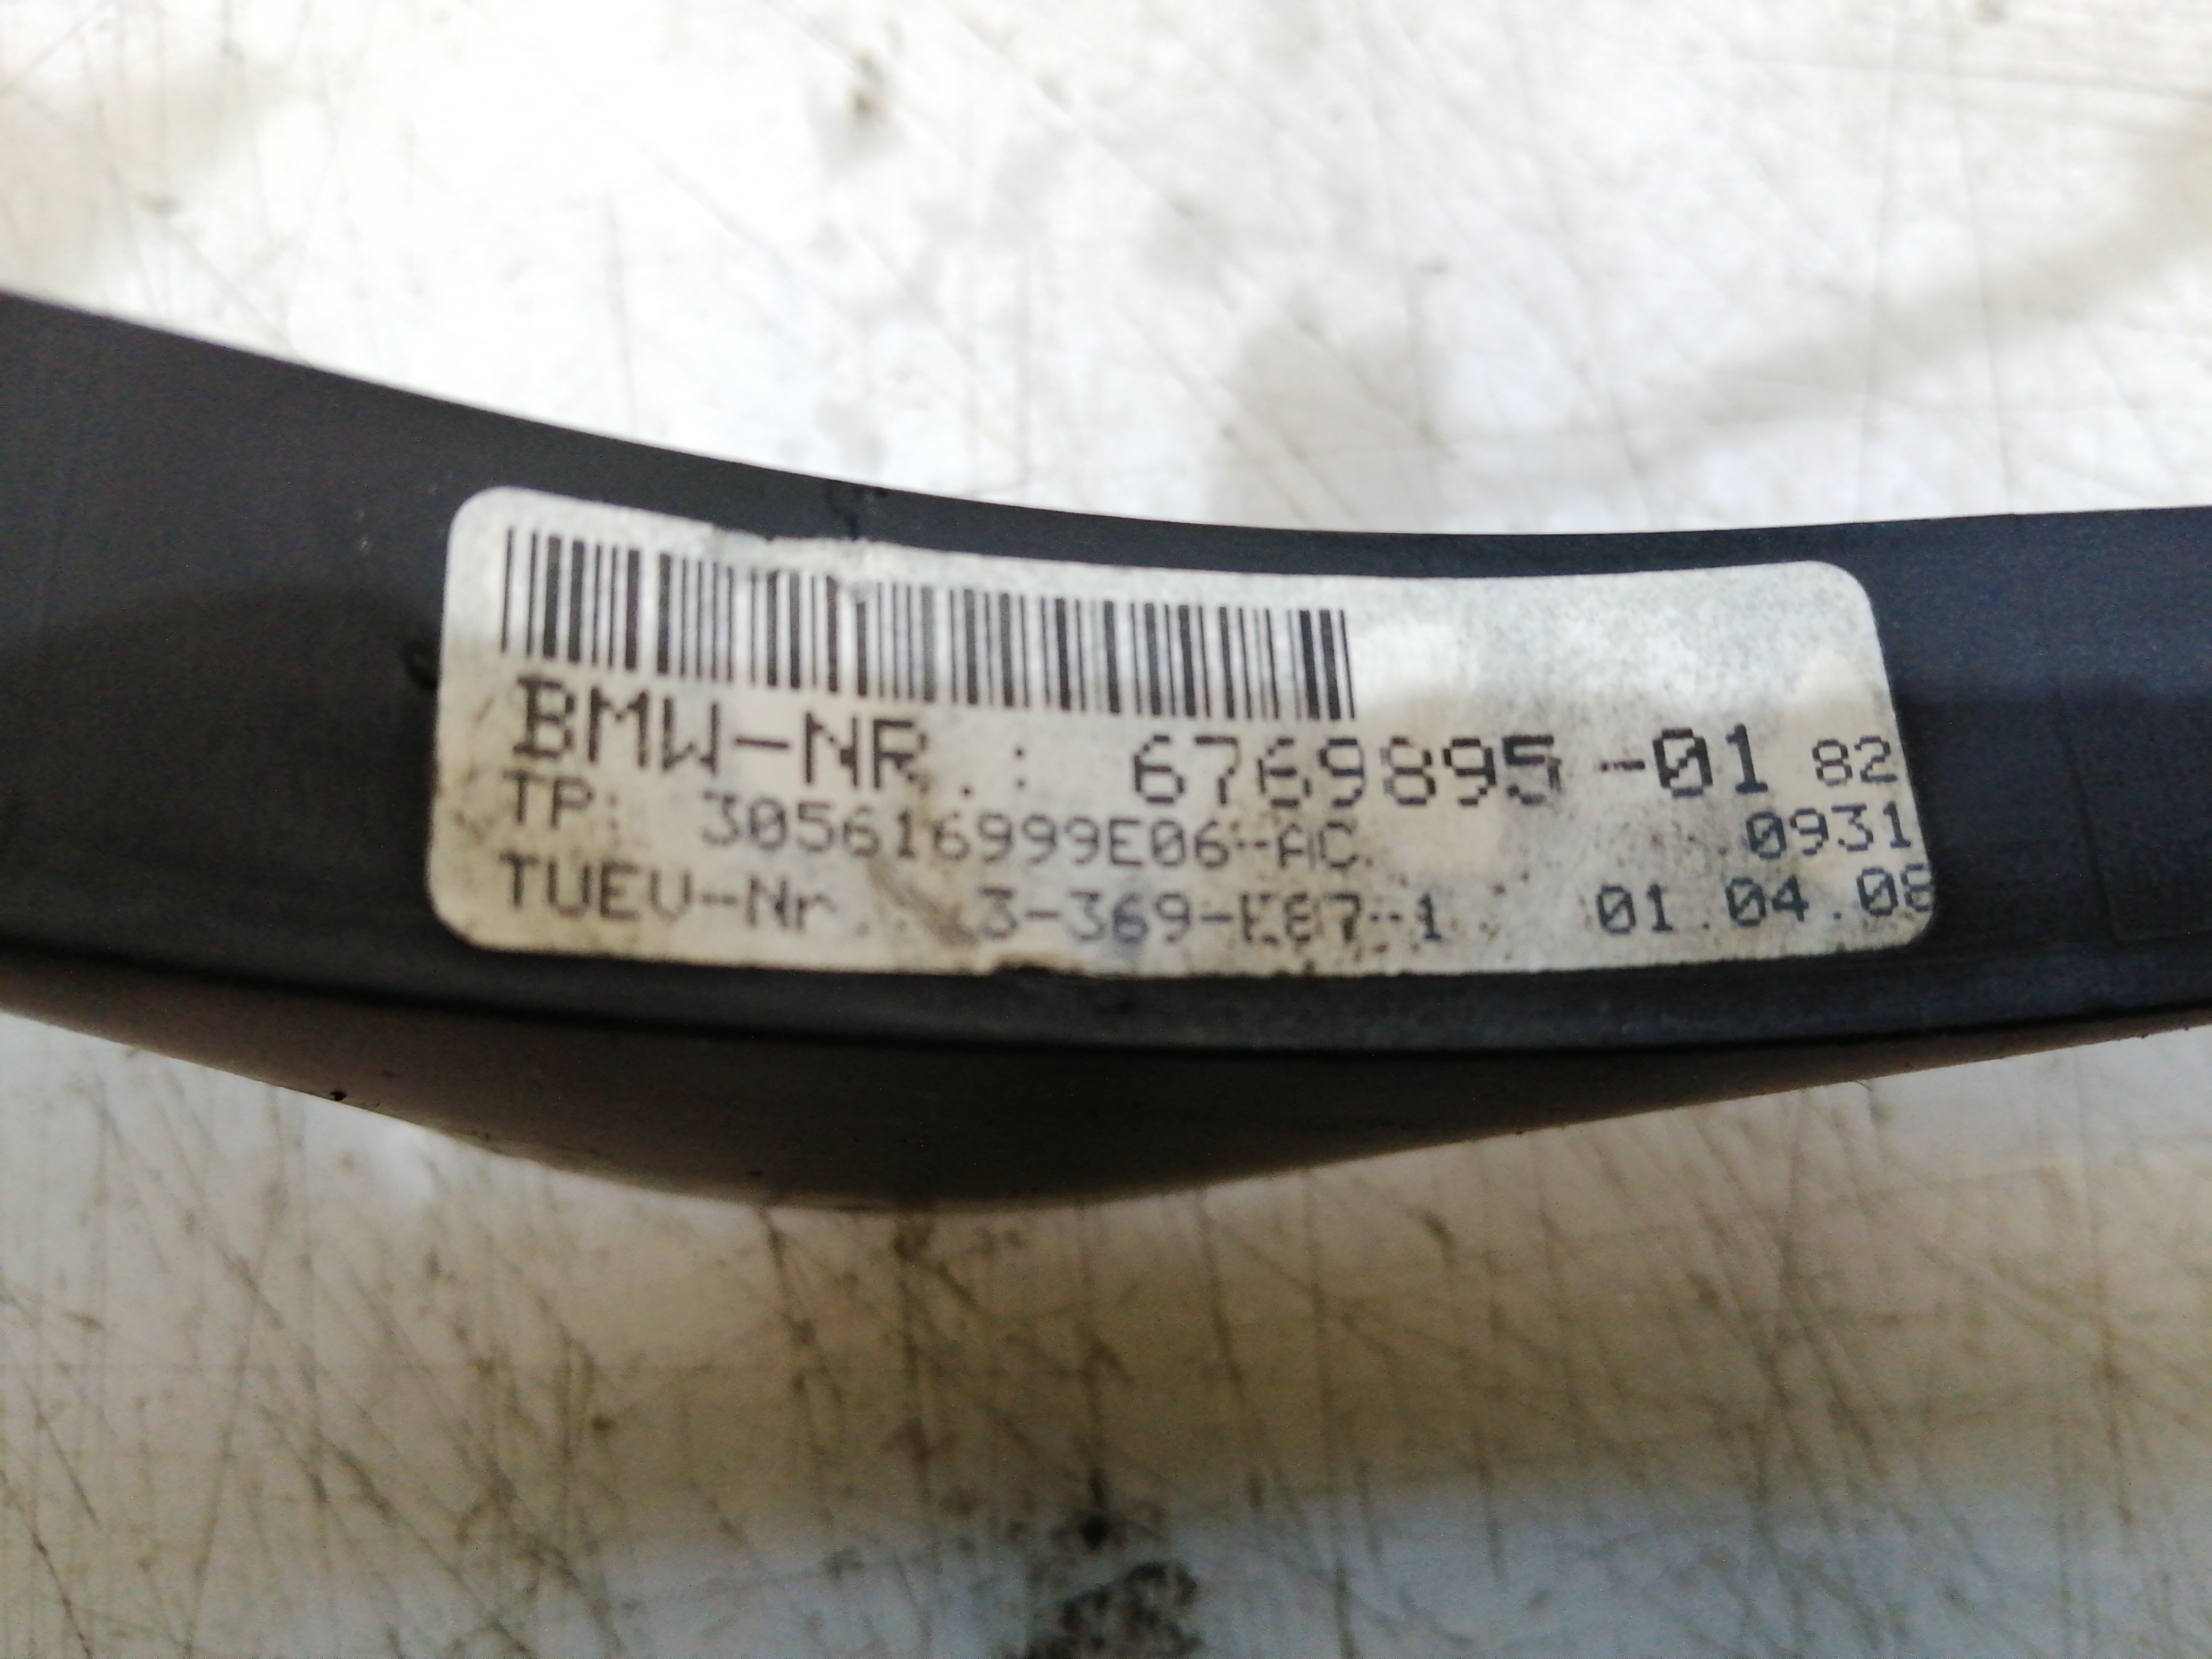 BMW-NR.: 6769895-01 82
TP: 305616999E06-AC 0931
TUEV-Nr.: 3-369-E87-1 01.04.08